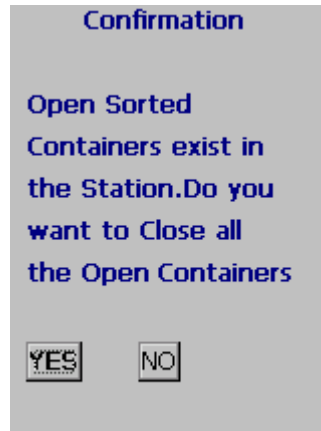 Confirmation
Open Sorted
Containers exist in
the Station.Do you
want to Close all
the Open Containers
YES NO